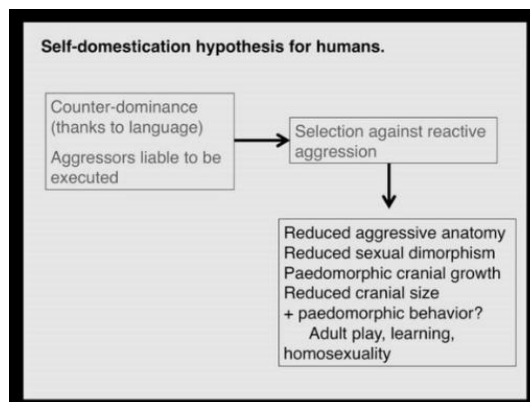 Self-domestication hypothesis for humans.
Counter-dominance
(thanks to language)
Aggressors liable to be
executed
Selection against reactive
aggression
Reduced aggressive anatomy
Reduced sexual dimorphism
Paedomorphic cranial growth
Reduced cranial size
+ paedomorphic behavior?
Adult play, learning,
homosexuality